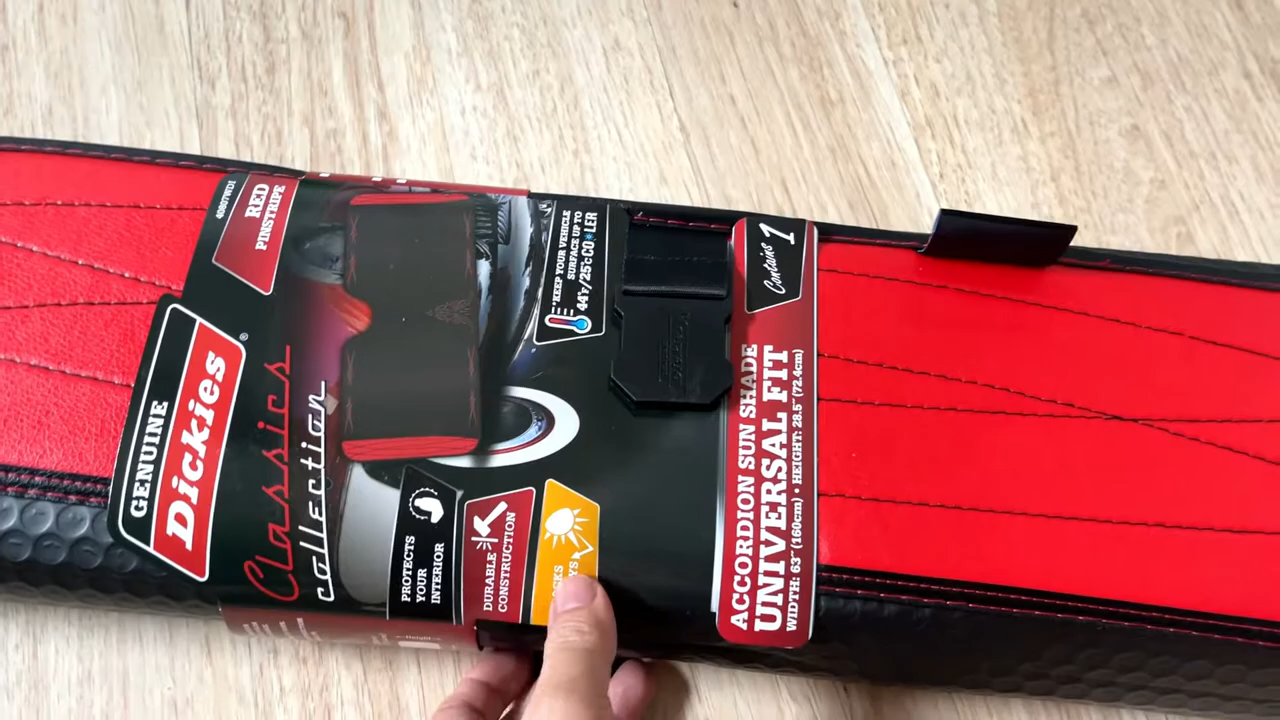 40807WDI
RED
PINSTRIPE
GENUINE
Dickies®
Classics
collection
*KEEP YOUR VEHICLE
SURFACE UP TO
44°F/25°C COOLER
PROTECTS
YOUR
INTERIOR
DURABLE
CONSTRUCTION
Contains 1
ACCORDION SUN SHADE
UNIVERSAL FIT
WIDTH: 63" (160cm) • HEIGHT: 28.5" (72.4cm)